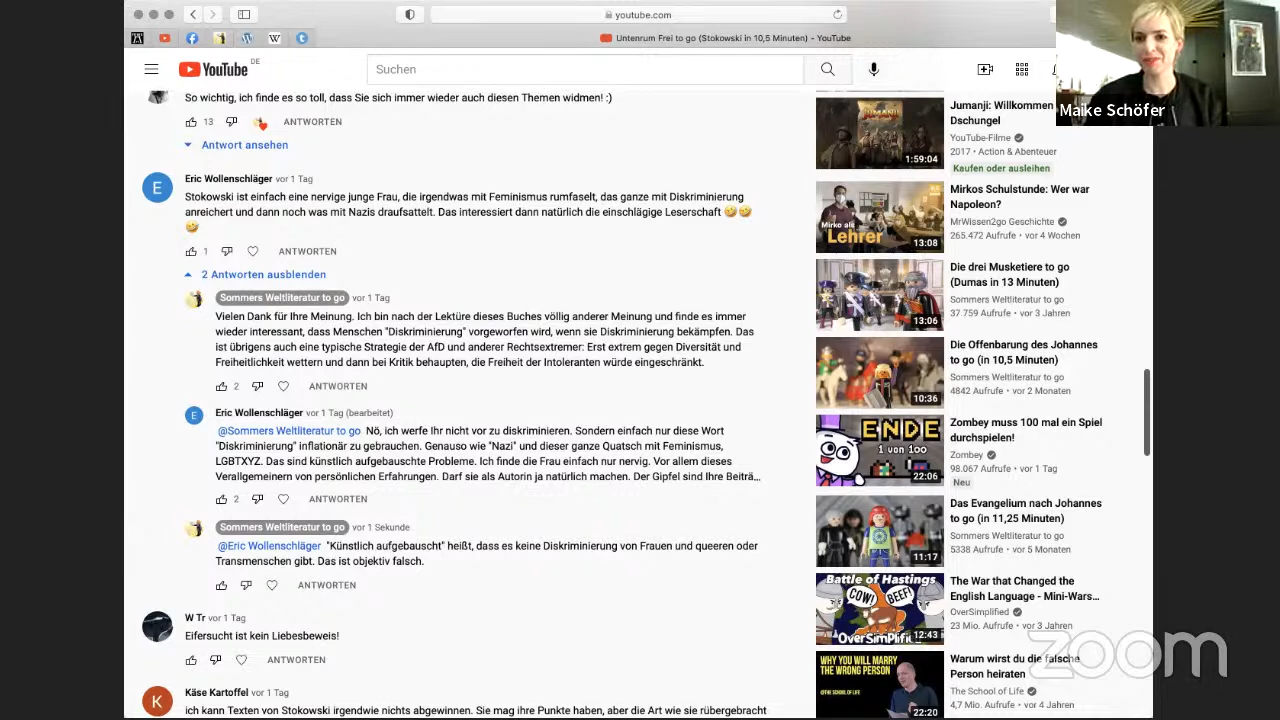 youtube.com
Untenrum Frei to go (Stokowski in 10,5 Minuten) - YouTube
YouTube DE
Suchen
Maike Schöfer
So wichtig, ich finde es so toll, dass Sie sich immer wieder auch diesen Themen widmen! :)
13 ANTWORTEN
Antwort ansehen
E
Eric Wollenschläger vor 1 Tag
Stokowski ist einfach eine nervige junge Frau, die irgendwas mit Feminismus rumfaselt, das ganze mit Diskriminierung
anreichert und dann noch was mit Nazis draufsattelt. Das interessiert dann natürlich die einschlägige Leserschaft 🤣🤣
🤣
1 ANTWORTEN
2 Antworten ausblenden
Sommers Weltliteratur to go vor 1 Tag
Vielen Dank für Ihre Meinung. Ich bin nach der Lektüre dieses Buches völlig anderer Meinung und finde es immer
wieder interessant, dass Menschen "Diskriminierung" vorgeworfen wird, wenn sie Diskriminierung bekämpfen. Das
ist übrigens auch eine typische Strategie der AfD und anderer Rechtsextremer: Erst extrem gegen Diversität und
Freiheitlichkeit wettern und dann bei Kritik behaupten, die Freiheit der Intoleranten würde eingeschränkt.
2 ANTWORTEN
E
Eric Wollenschläger vor 1 Tag (bearbeitet)
@Sommers Weltliteratur to go Nö, ich werfe Ihr nicht vor zu diskriminieren. Sondern einfach nur diese Wort
"Diskriminierung" inflationär zu gebrauchen. Genauso wie "Nazi" und dieser ganze Quatsch mit Feminismus,
LGBTXYZ. Das sind künstlich aufgebauschte Probleme. Ich finde die Frau einfach nur nervig. Vor allem dieses
Verallgemeinern von persönlichen Erfahrungen. Darf sie als Autorin ja natürlich machen. Der Gipfel sind Ihre Beiträ...
2 ANTWORTEN
Sommers Weltliteratur to go vor 1 Sekunde
@Eric Wollenschläger "Künstlich aufgebauscht" heißt, dass es keine Diskriminierung von Frauen und queeren oder
Transmenschen gibt. Das ist objektiv falsch.
ANTWORTEN
W Tr vor 1 Tag
Eifersucht ist kein Liebesbeweis!
ANTWORTEN
K
Käse Kartoffel vor 1 Tag
ich kann Texten von Stokowski irgendwie nichts abgewinnen. Sie mag ihre Punkte haben, aber die Art wie sie rübergebracht
JUMANJI
1:59:04
Jumanji: Willkommen
Dschungel
YouTube-Filme
2017 • Action & Abenteuer
Kaufen oder ausleihen
Mirko als
Lehrer
13:08
Mirkos Schulstunde: Wer war
Napoleon?
MrWissen2go Geschichte
265.472 Aufrufe • vor 4 Wochen
13:06
Die drei Musketiere to go
(Dumas in 13 Minuten)
Sommers Weltliteratur to go
37.759 Aufrufe • vor 3 Jahren
10:36
Die Offenbarung des Johannes
to go (in 10,5 Minuten)
Sommers Weltliteratur to go
4842 Aufrufe • vor 2 Monaten
ENDE
1 von 100
22:06
Zombey muss 100 mal ein Spiel
durchspielen!
Zombey
98.067 Aufrufe • vor 1 Tag
Neu
11:17
Das Evangelium nach Johannes
to go (in 11,25 Minuten)
Sommers Weltliteratur to go
5338 Aufrufe • vor 5 Monaten
Battle of Hastings
COW! BEEF!
OverSimplified
12:43
The War that Changed the
English Language - Mini-Wars...
OverSimplified
23 Mio. Aufrufe • vor 3 Jahren
WHY YOU WILL MARRY
THE WRONG PERSON
@THE SCHOOL OF LIFE
22:20
Warum wirst du die falsche
Person heiraten
The School of Life
4,7 Mio. Aufrufe • vor 4 Jahren
zoom